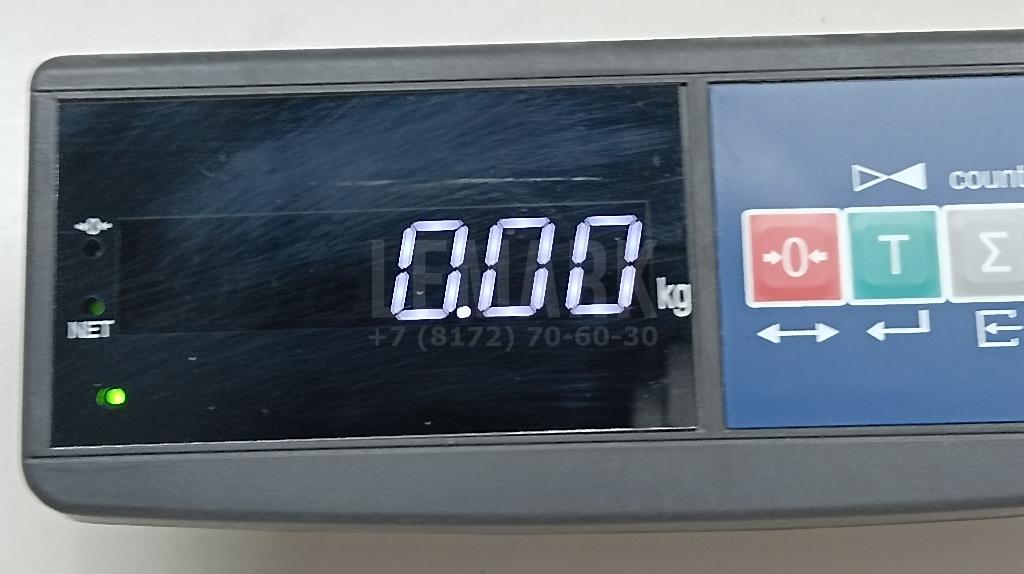 count
→0←
0.00
T
Σ
kg
LEMARK
NET
+7 (8172) 70-60-30